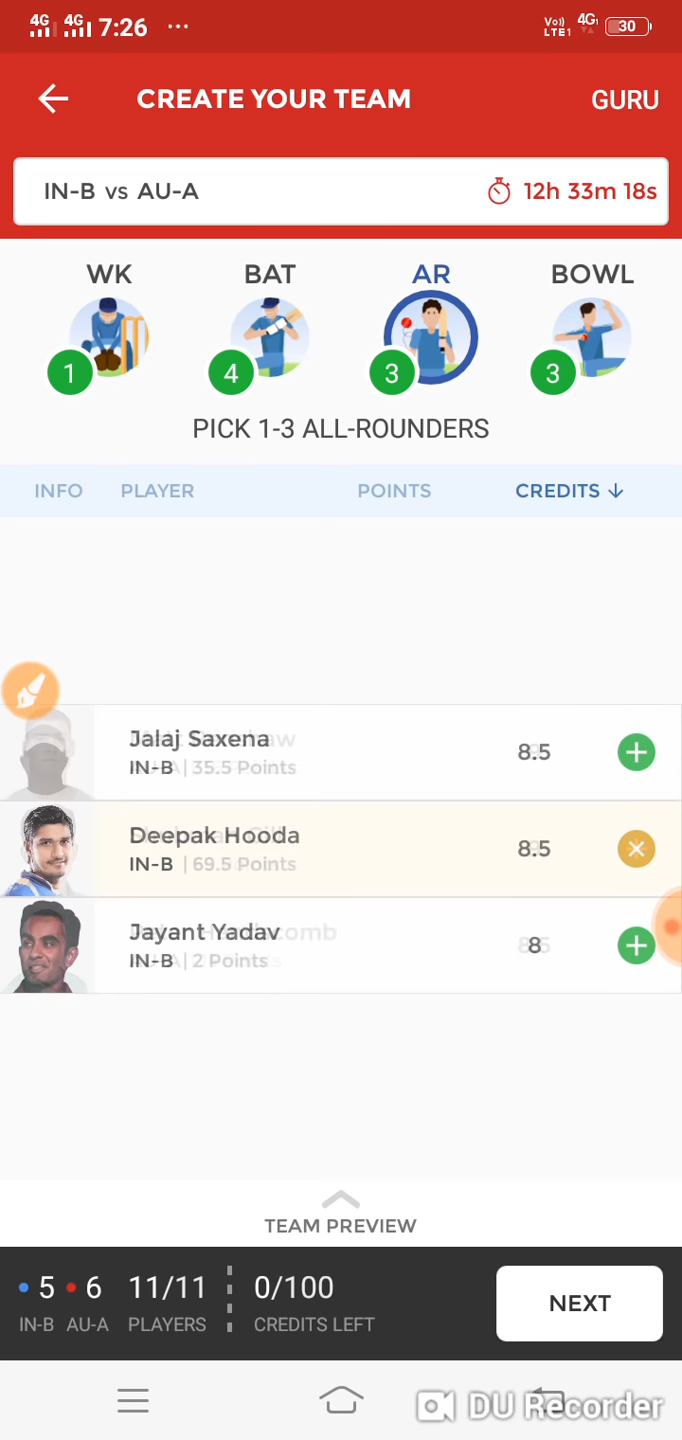 4G 4G 7:26 ... Vo)) LTE1 4G 30
CREATE YOUR TEAM GURU
IN-B vs AU-A 12h 33m 18s
WK BAT AR BOWL
1 4 3 3
PICK 1-3 ALL-ROUNDERS
INFO PLAYER POINTS CREDITS ↓
Jalaj Saxena 8.5
IN-B | 35.5 Points
Deepak Hooda 8.5
IN-B | 69.5 Points
Jayant Yadav 8
IN-B | 2 Points
TEAM PREVIEW
5 6 11/11 0/100 NEXT
IN-B AU-A PLAYERS CREDITS LEFT
DU Recorder